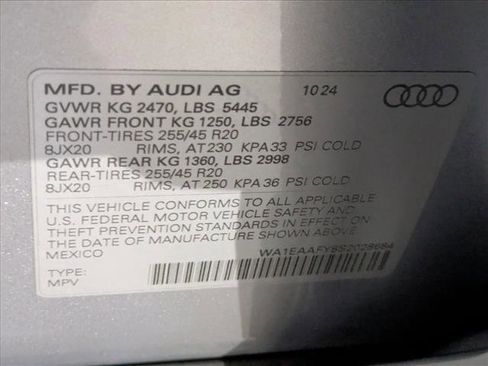 MFD. BY AUDI AG 10 24
GVWR KG 2470, LBS 5445
GAWR FRONT KG 1250, LBS 2756
FRONT-TIRES 255/45 R20
8JX20 RIMS, AT 230 KPA 33 PSI COLD
GAWR REAR KG 1360, LBS 2998
REAR-TIRES 255/45 R20
8JX20 RIMS, AT 250 KPA 36 PSI COLD
THIS VEHICLE CONFORMS TO ALL APPLICABLE
U.S. FEDERAL MOTOR VEHICLE SAFETY AND
THEFT PREVENTION STANDARDS IN EFFECT ON
THE DATE OF MANUFACTURE SHOWN ABOVE.
MEXICO WA1EAAFY8S2028684
TYPE:
MPV